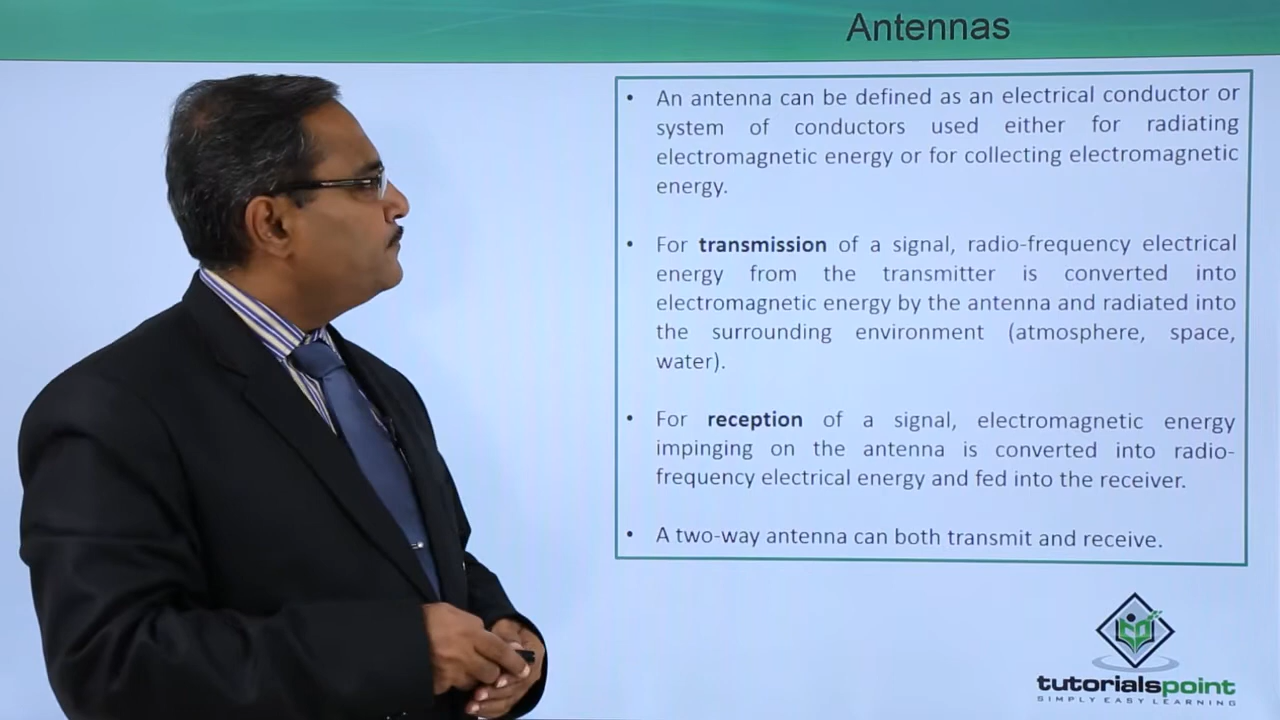 Antennas
• An antenna can be defined as an electrical conductor or
system of conductors used either for radiating
electromagnetic energy or for collecting electromagnetic
energy.
• For transmission of a signal, radio-frequency electrical
energy from the transmitter is converted into
electromagnetic energy by the antenna and radiated into
the surrounding environment (atmosphere, space,
water).
• For reception of a signal, electromagnetic energy
impinging on the antenna is converted into radio-
frequency electrical energy and fed into the receiver.
• A two-way antenna can both transmit and receive.
tutorialspoint
SIMPLY EASY LEARNING